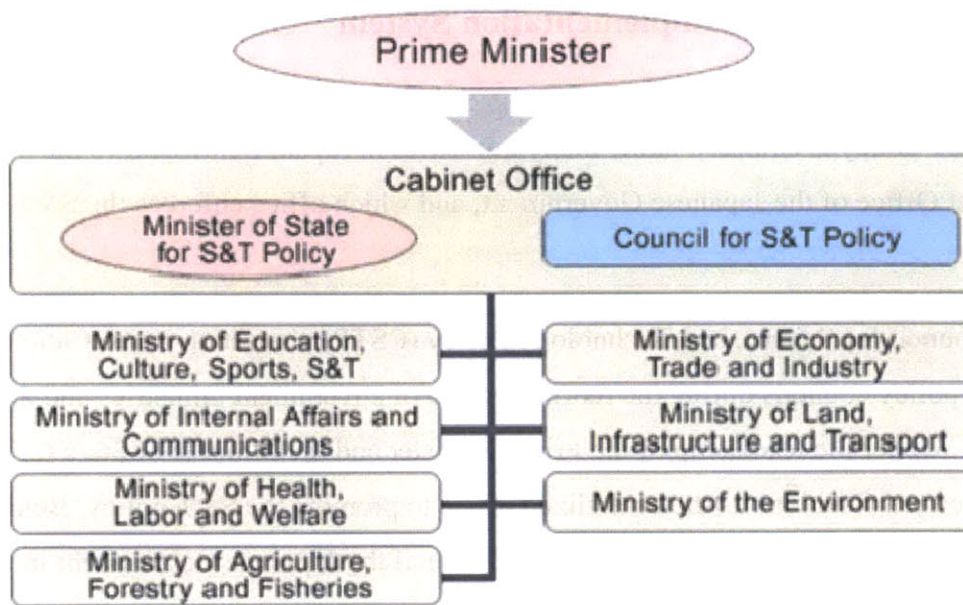 Prime Minister
Cabinet Office
Minister of State
for S&T Policy
Council for S&T Policy
Ministry of Education,
Culture, Sports, S&T
Ministry of Economy,
Trade and Industry
Ministry of Internal Affairs and
Communications
Ministry of Land,
Infrastructure and Transport
Ministry of Health,
Labor and Welfare
Ministry of the Environment
Ministry of Agriculture,
Forestry and Fisheries